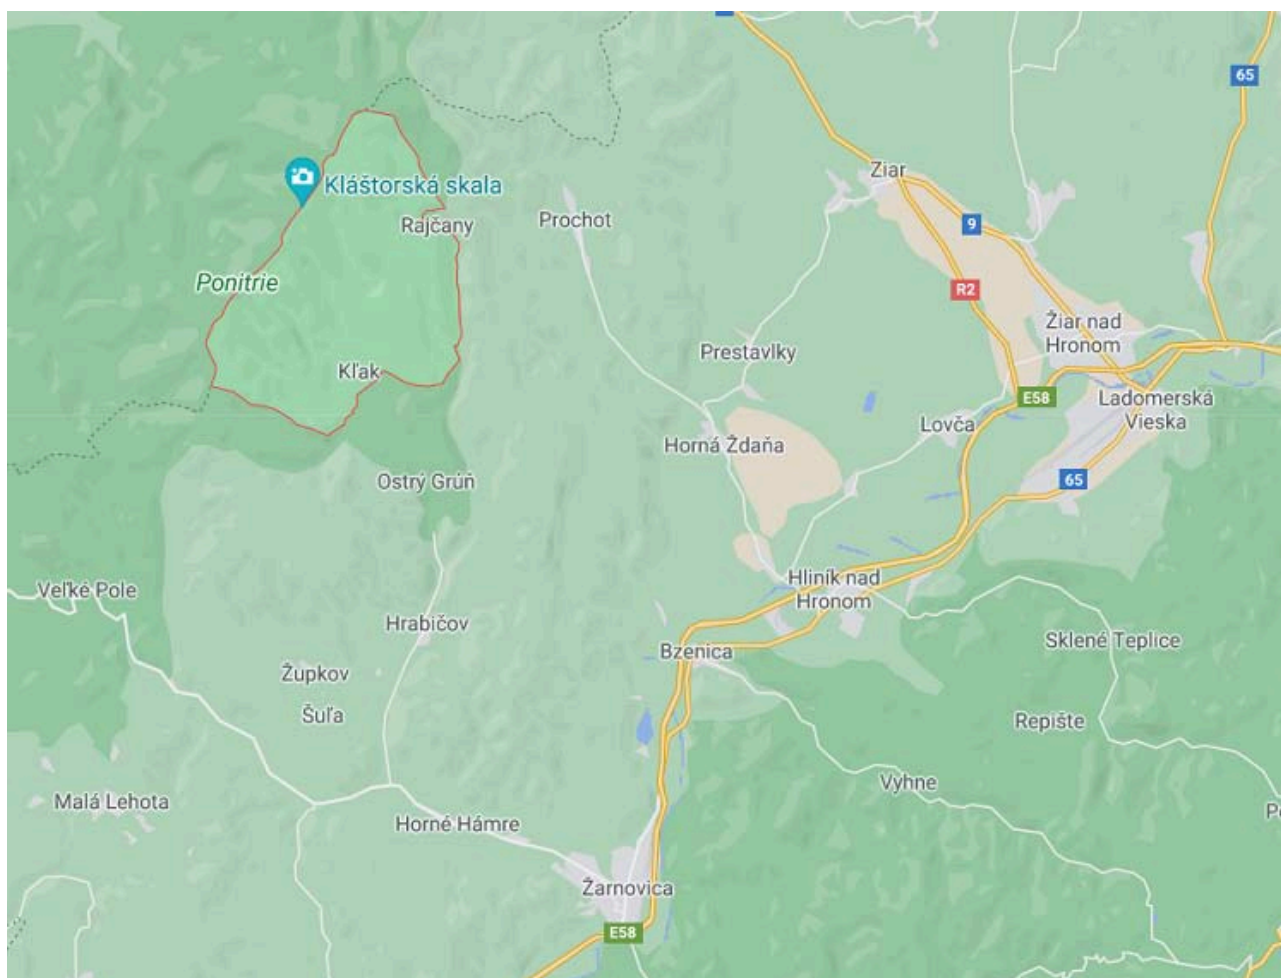 65
Ziar
Kláštorská skala
Prochot
Rajčany
9
Ponitrie
R2
Žiar nad
Hronom
Prestavlky
Kľak
E58
Ladomerská
Vieska
Lovča
Horná Ždaňa
Ostrý Grúň
65
Hliník nad
Hronom
Veľké Pole
Hrabičov
Sklené Teplice
Bzenica
Župkov
Šuľa
Repište
Vyhne
Malá Lehota
Horné Hámre
Žarnovica
E58